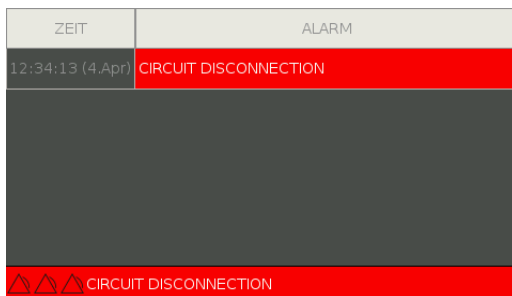 ZEIT ALARM
12:34:13 (4.Apr) CIRCUIT DISCONNECTION
CIRCUIT DISCONNECTION